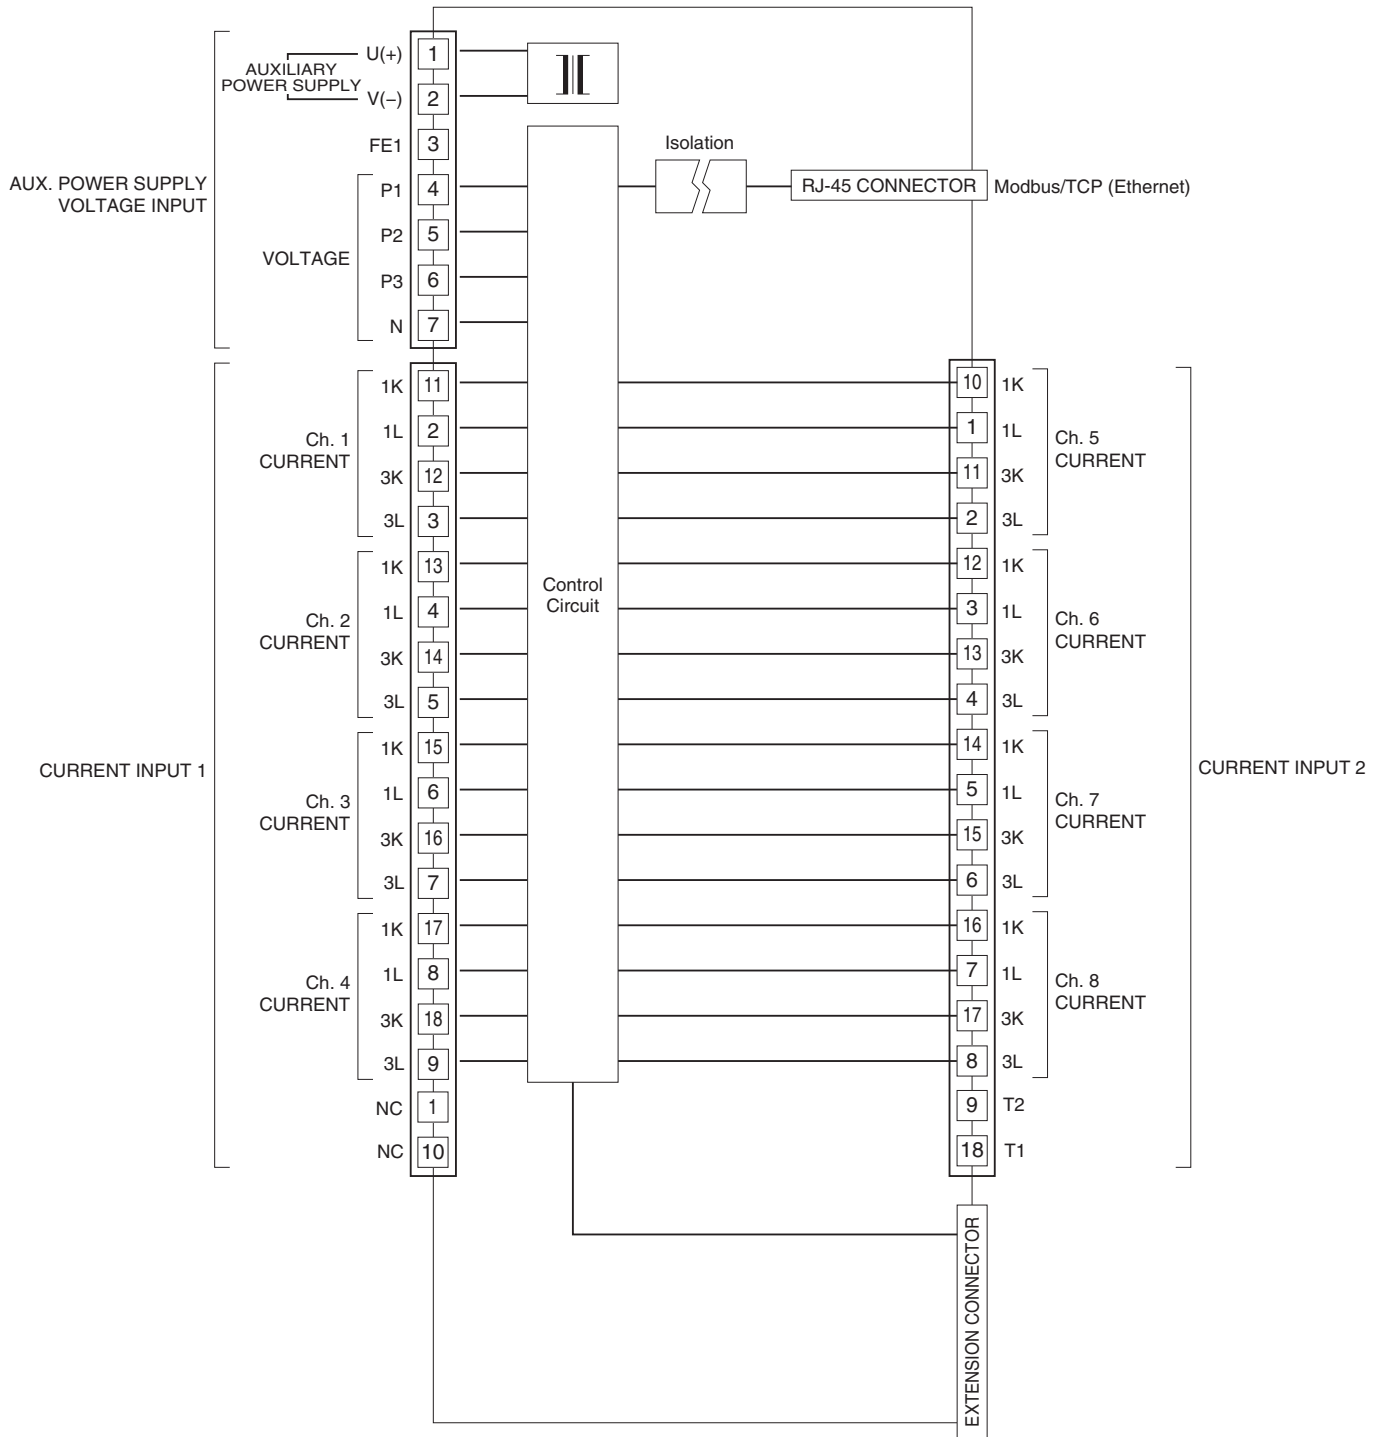 U(+) 1
AUXILIARY
POWER SUPPLY
V(−) 2
FE1 3
Isolation
AUX. POWER SUPPLY
VOLTAGE INPUT
P1 4
RJ-45 CONNECTOR Modbus/TCP (Ethernet)
P2 5
VOLTAGE
P3 6
N 7
1K 11
10 1K
Ch. 1
CURRENT
1L 2
1 1L
Ch. 5
CURRENT
3K 12
11 3K
3L 3
2 3L
1K 13
12 1K
Control
Circuit
Ch. 2
CURRENT
1L 4
3 1L
Ch. 6
CURRENT
3K 14
13 3K
3L 5
4 3L
1K 15
14 1K
CURRENT INPUT 1
CURRENT INPUT 2
Ch. 3
CURRENT
1L 6
5 1L
Ch. 7
CURRENT
3K 16
15 3K
3L 7
6 3L
1K 17
16 1K
Ch. 4
CURRENT
1L 8
7 1L
Ch. 8
CURRENT
3K 18
17 3K
3L 9
8 3L
NC 1
9 T2
NC 10
18 T1
EXTENSION CONNECTOR